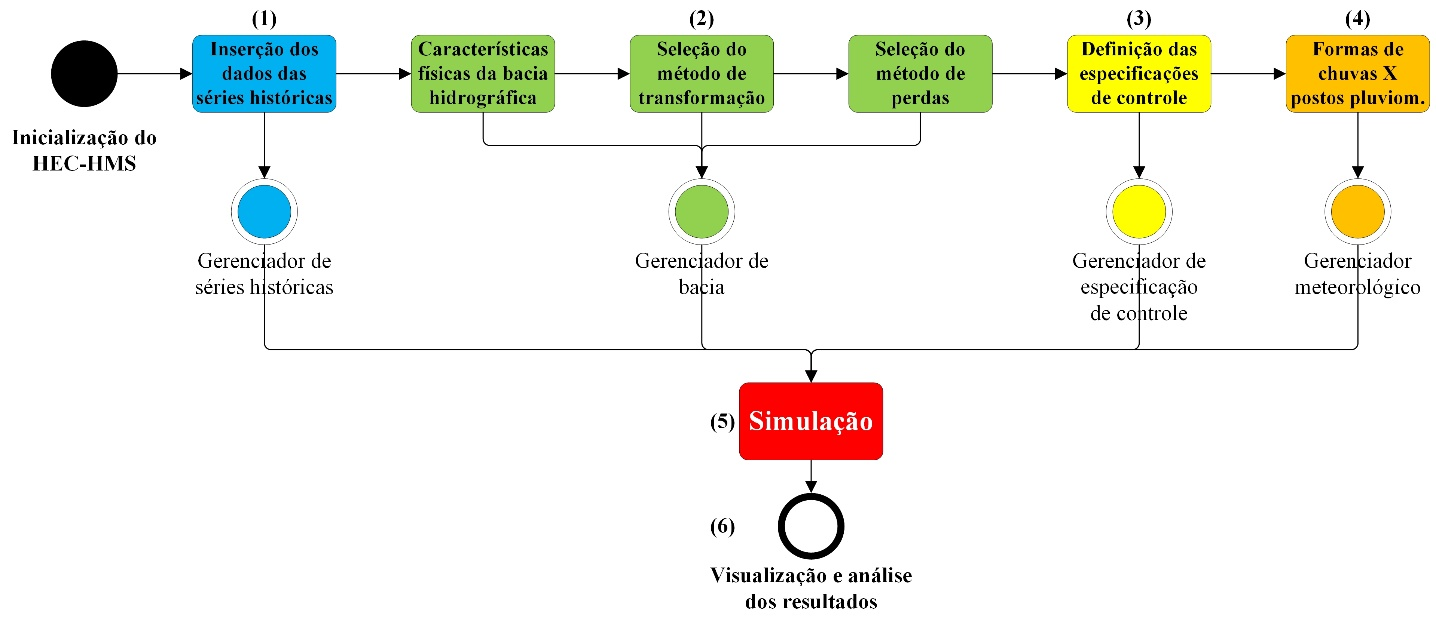 (1)
(2)
(3)
(4)
Inserção dos
dados das
séries históricas
Características
físicas da bacia
hidrográfica
Seleção do
método de
transformação
Seleção do
método de
perdas
Definição das
especificações
de controle
Formas de
chuvas X
postos pluviom.
Inicialização do
HEC-HMS
Gerenciador de
séries históricas
Gerenciador de
bacia
Gerenciador de
especificação
de controle
Gerenciador
meteorológico
(5)
Simulação
(6)
Visualização e análise
dos resultados